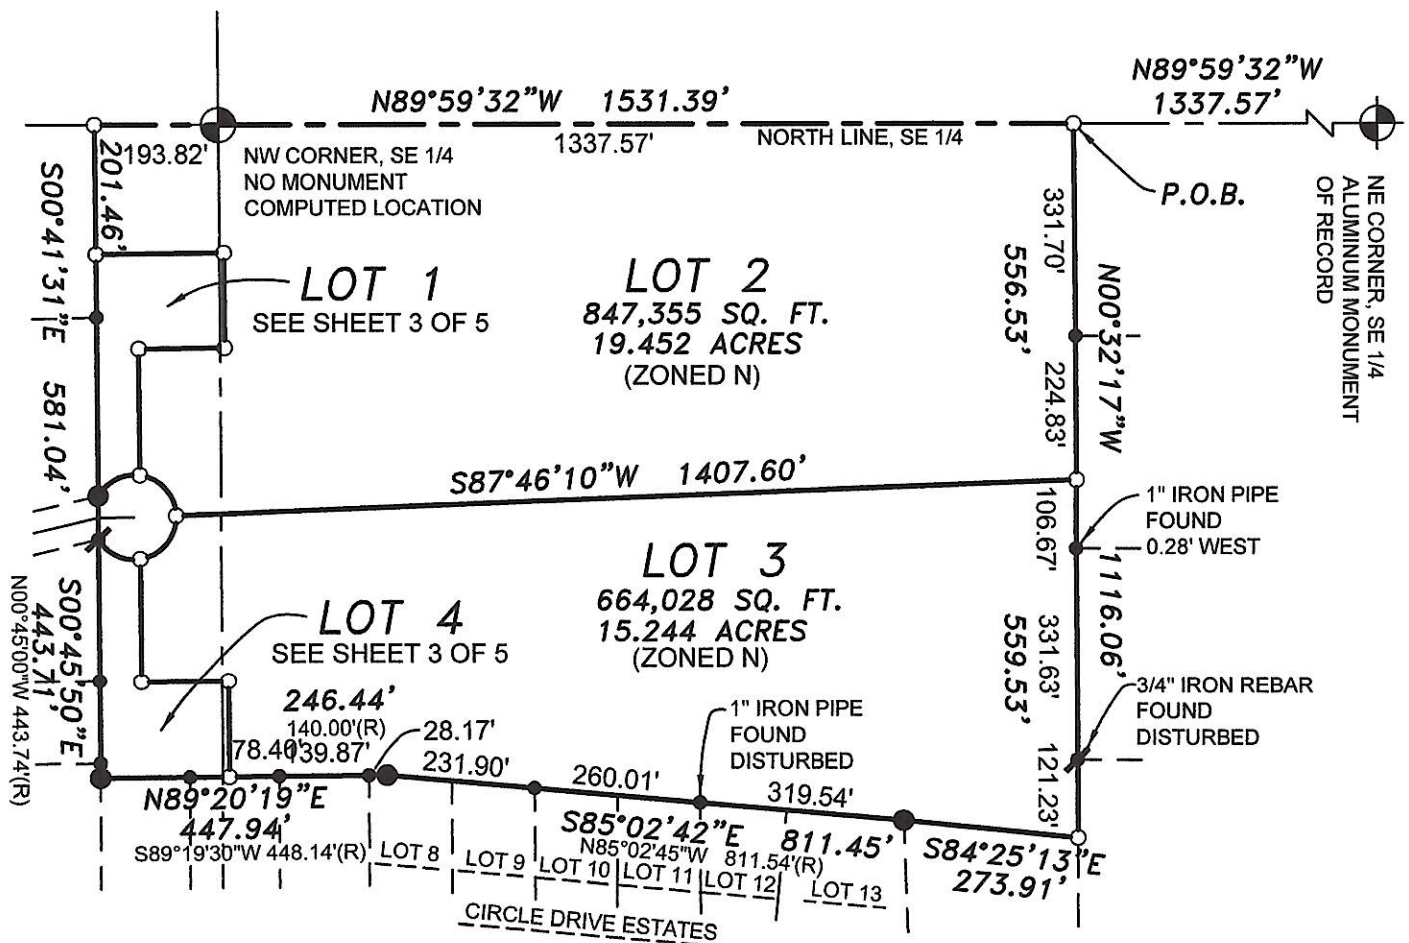 N89°59'32"W 1531.39'
1337.57'
NORTH LINE, SE 1/4
N89°59'32"W
1337.57'
193.82'
NW CORNER, SE 1/4
NO MONUMENT
COMPUTED LOCATION
P.O.B.
NE CORNER, SE 1/4
ALUMINUM MONUMENT
OF RECORD
201.46'
S00°41'31"E 581.04'
LOT 1
SEE SHEET 3 OF 5
LOT 2
847,355 SQ. FT.
19.452 ACRES
(ZONED N)
331.70'
556.53'
N00°32'17"W 1116.06'
224.83'
S87°46'10"W 1407.60'
106.67'
1" IRON PIPE
FOUND
0.28' WEST
LOT 3
664,028 SQ. FT.
15.244 ACRES
(ZONED N)
331.63'
559.53'
121.23'
3/4" IRON REBAR
FOUND
DISTURBED
S00°45'50"E
443.71'
N00°45'00"W 443.74'(R)
LOT 4
SEE SHEET 3 OF 5
246.44'
140.00'(R)
78.40'
139.87'
28.17'
231.90'
260.01'
1" IRON PIPE
FOUND
DISTURBED
319.54'
N89°20'19"E
447.94'
S89°19'30"W 448.14'(R)
S85°02'42"E 811.45'
N85°02'45"W 811.54'(R)
S84°25'13"E
273.91'
LOT 8
LOT 9
LOT 10
LOT 11
LOT 12
LOT 13
CIRCLE DRIVE ESTATES